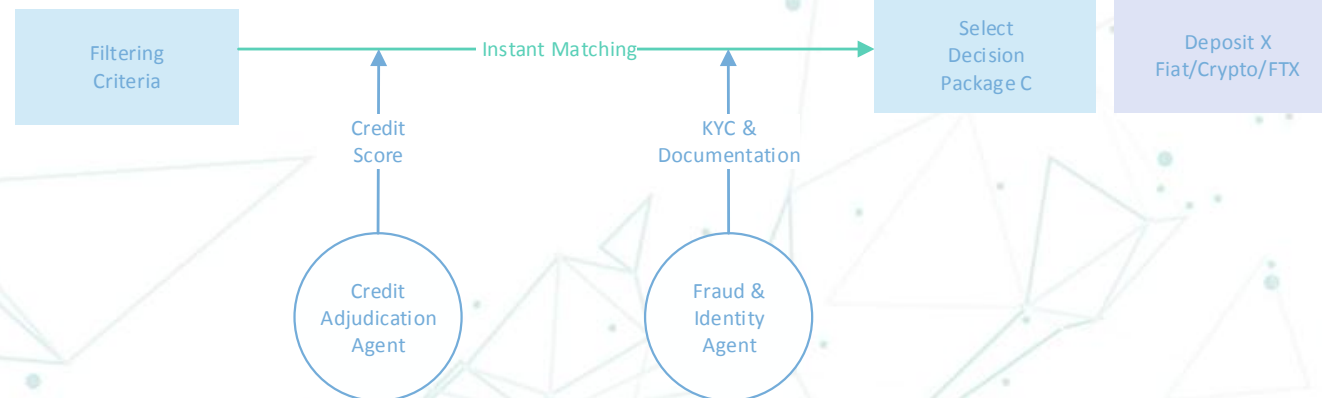 Filtering
Criteria
Instant Matching
Select
Decision
Package C
Deposit X
Fiat/Crypto/FTX
Credit
Score
KYC &
Documentation
Credit
Adjudication
Agent
Fraud &
Identity
Agent